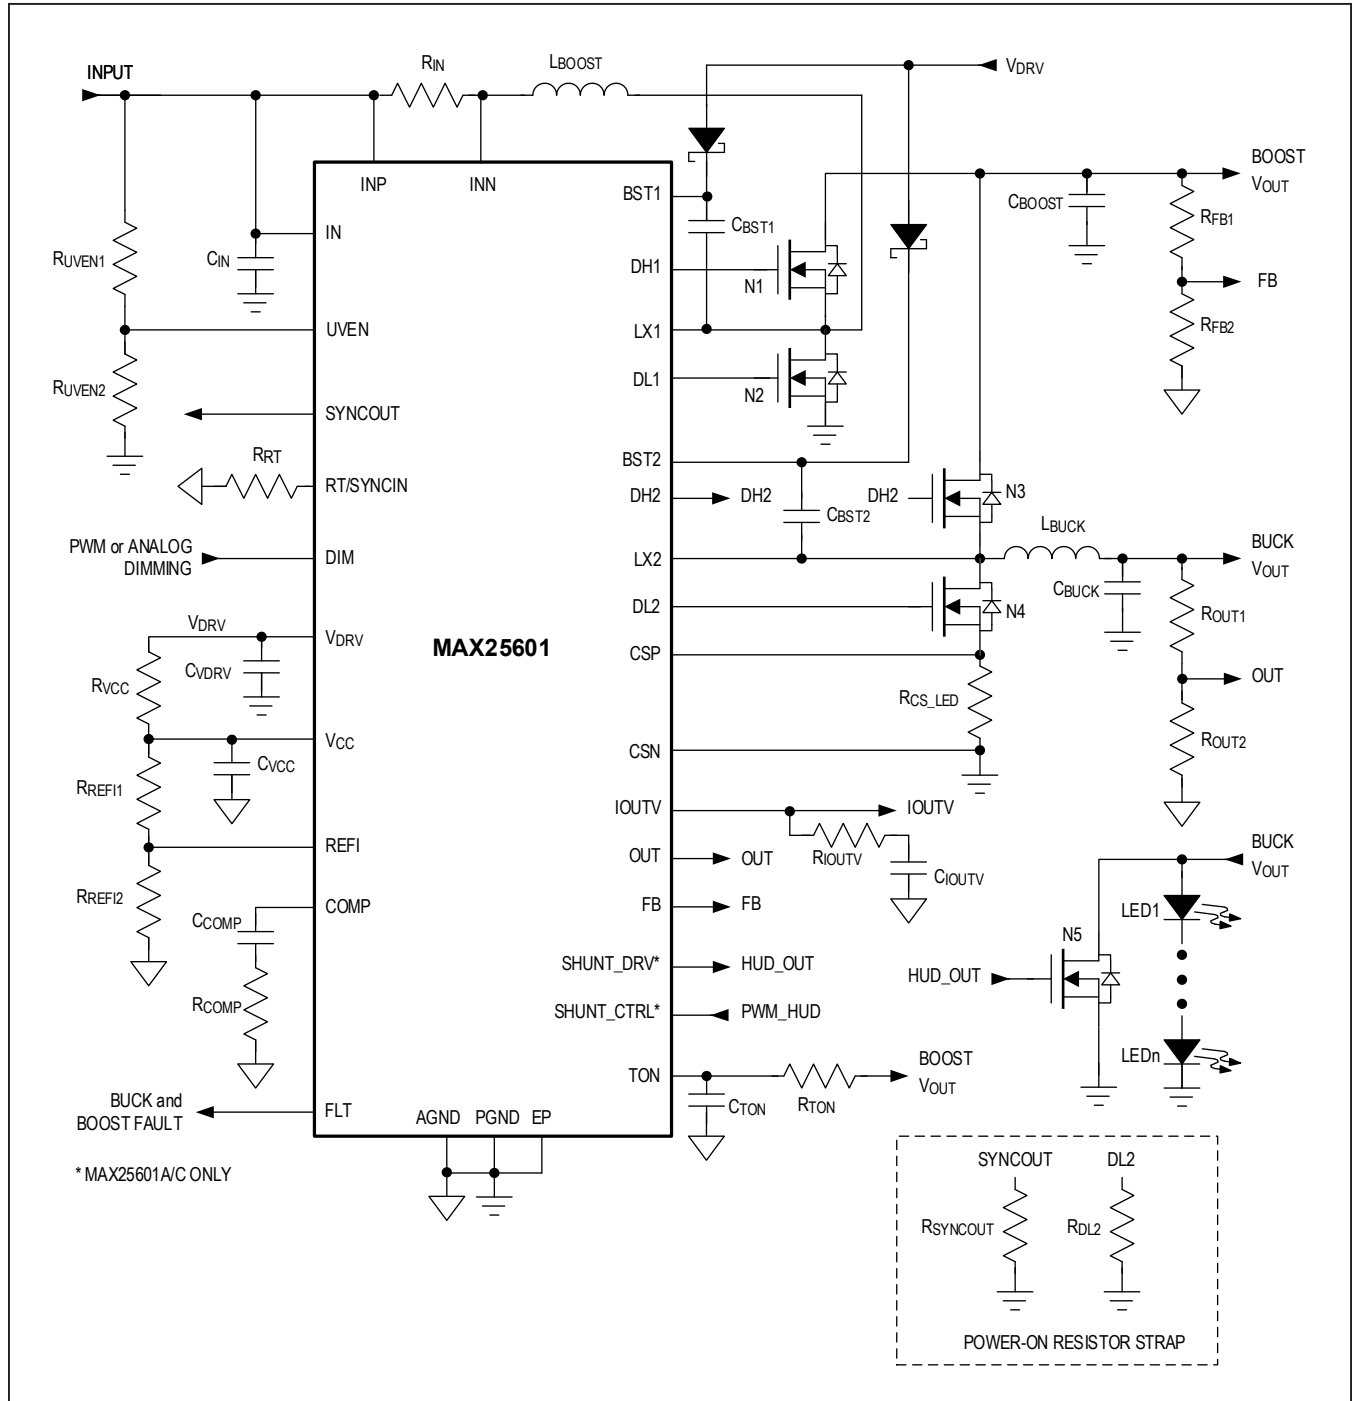 INPUT
RIN
LBOOST
VDRV
INP
INN
BST1
CBST1
BOOST
VOUT
CBOOST
RFB1
IN
CIN
RUVEN1
DH1
N1
FB
UVEN
LX1
RFB2
RUVEN2
DL1
N2
SYNCOUT
RRT
RT/SYNCIN
BST2
DH2
DH2
CBST2
DH2
N3
PWM or ANALOG
DIMMING
DIM
LX2
LBUCK
BUCK
VOUT
CBUCK
DL2
N4
ROUT1
VDRV
VDRV
MAX25601
CSP
CVDRV
RVCC
RCS_LED
OUT
VCC
CSN
ROUT2
CVCC
RREFI1
IOUTV
IOUTV
RIOUTV
CIOUTV
REFI
OUT
OUT
BUCK
VOUT
RREFI2
COMP
FB
FB
LED1
CCOMP
N5
SHUNT_DRV*
HUD_OUT
HUD_OUT
RCOMP
SHUNT_CTRL*
PWM_HUD
LEDn
TON
BOOST
VOUT
CTON
RTON
BUCK and
BOOST FAULT
FLT
AGND
PGND
EP
* MAX25601A/C ONLY
SYNCOUT
DL2
RSYNCOUT
RDL2
POWER-ON RESISTOR STRAP